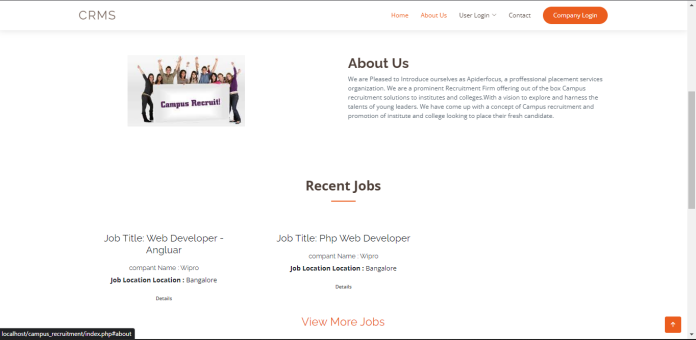 CRMS
Home About Us User Login Contact Company Login
Campus Recruit!
About Us
We are Pleased to Introduce ourselves as Apiderfocus, a proffessional placement services
organization. We are a prominent Recruitment Firm offering out of the box Campus
recruitment solutions to institutes and colleges.With a vision to explore and harness the
talents of young leaders. We have come up with a concept of Campus recruitment and
promotion of institute and college looking to place their fresh candidate.
Recent Jobs
Job Title: Web Developer -
Angluar
compant Name : Wipro
Job Location Location : Bangalore
Details
Job Title: Php Web Developer
compant Name : Wipro
Job Location Location : Bangalore
Details
View More Jobs
localhost/campus_recruitment/index.php#about